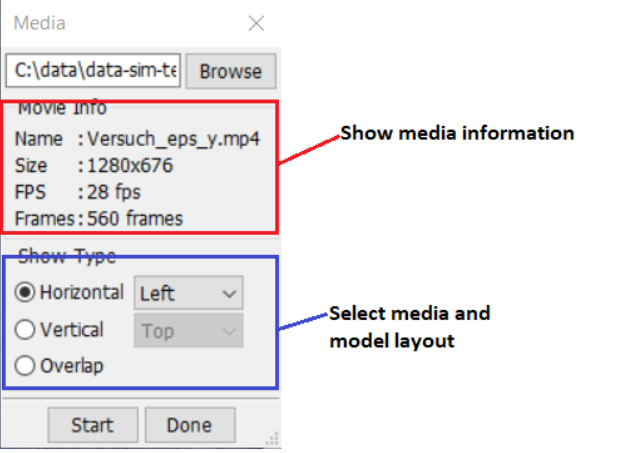 Media
C:\data\data-sim-te
Browse
Movie Info
Name : Versuch_eps_y.mp4
Size : 1280x676
FPS : 28 fps
Frames: 560 frames
Show media information
Show Type
Horizontal Left
Vertical Top
Overlap
Select media and
model layout
Start Done